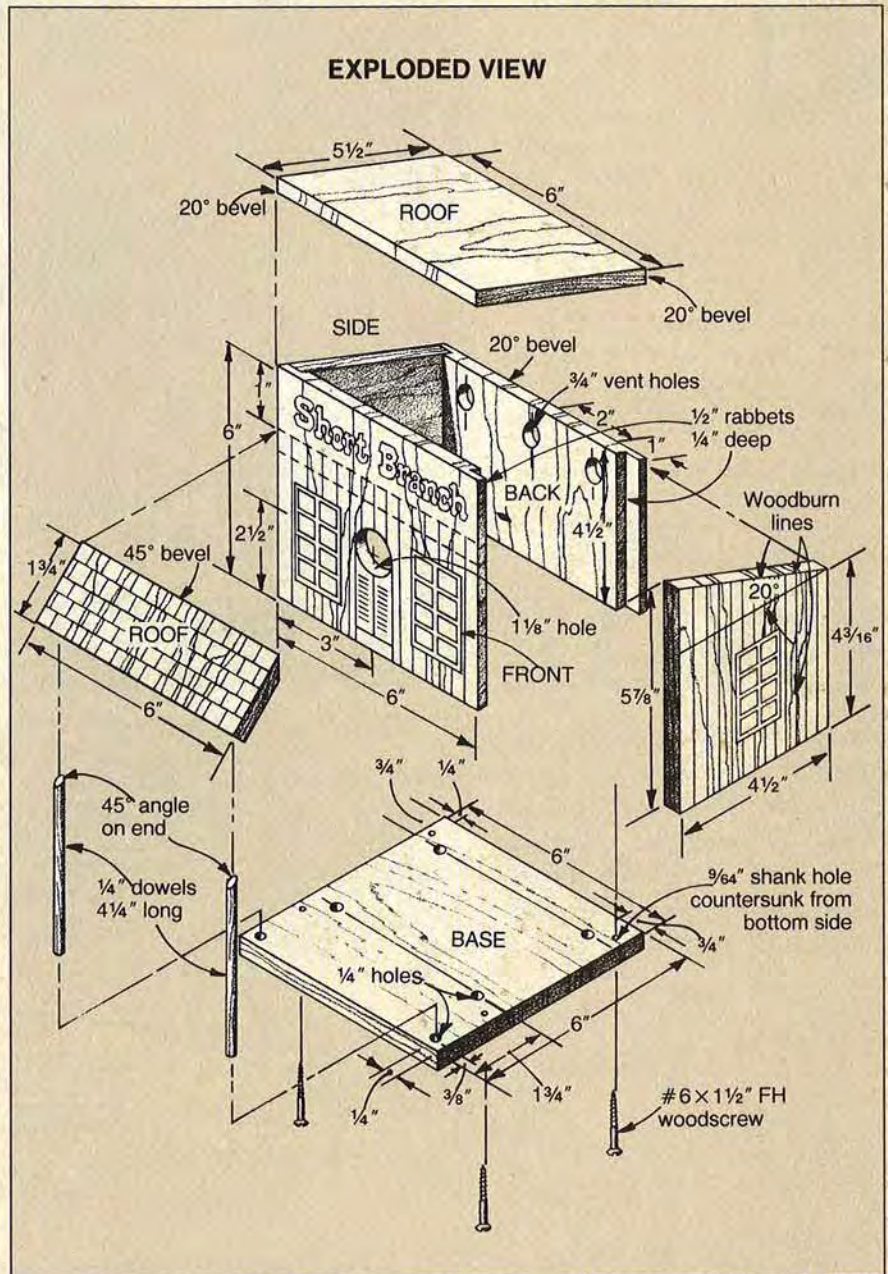 EXPLODED VIEW
5½"
6"
20° bevel
ROOF
20° bevel
SIDE
20° bevel
¾" vent holes
1"
6"
2"
1"
½" rabbets
¼" deep
Short Branch
BACK
4½"
Woodburn
lines
2½"
1¾"
45° bevel
ROOF
20°
4³⁄₁₆"
1⅛" hole
3"
FRONT
6"
6"
5⅞"
4½"
¾"
¼"
45° angle
on end
6"
¼" dowels
4¼" long
⁹⁄₆₄" shank hole
countersunk from
bottom side
BASE
¾"
¼" holes
6"
¼"
⅜"
1¾"
#6 × 1½" FH
woodscrew